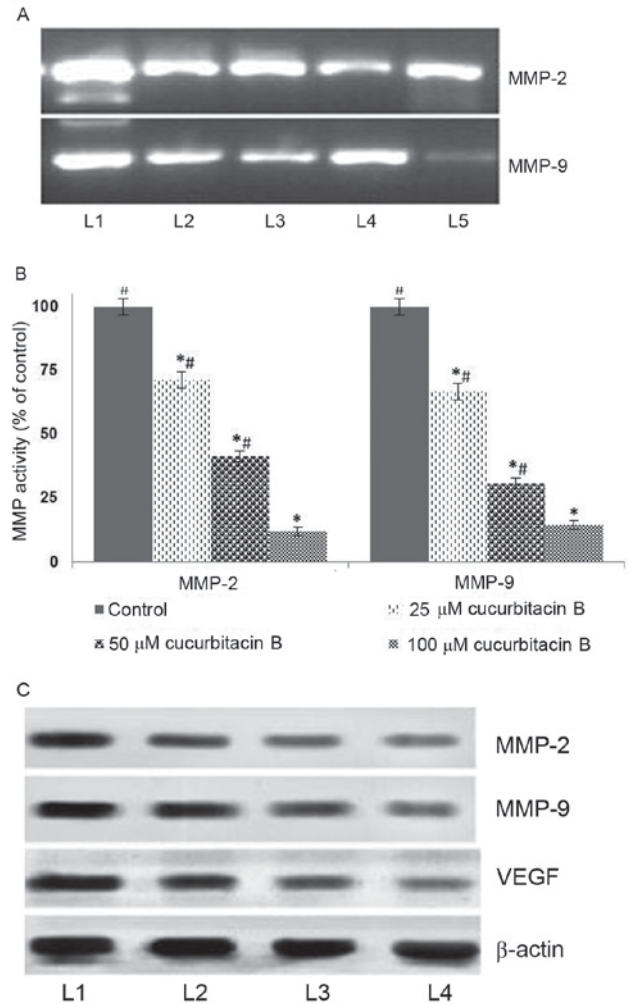 A
MMP-2
MMP-9
L1 L2 L3 L4 L5
B
MMP activity (% of control)
100
75
50
25
0
# *# *# * # *# *# *
MMP-2 MMP-9
Control 25 μM cucurbitacin B
50 μM cucurbitacin B 100 μM cucurbitacin B
C
MMP-2
MMP-9
VEGF
β-actin
L1 L2 L3 L4